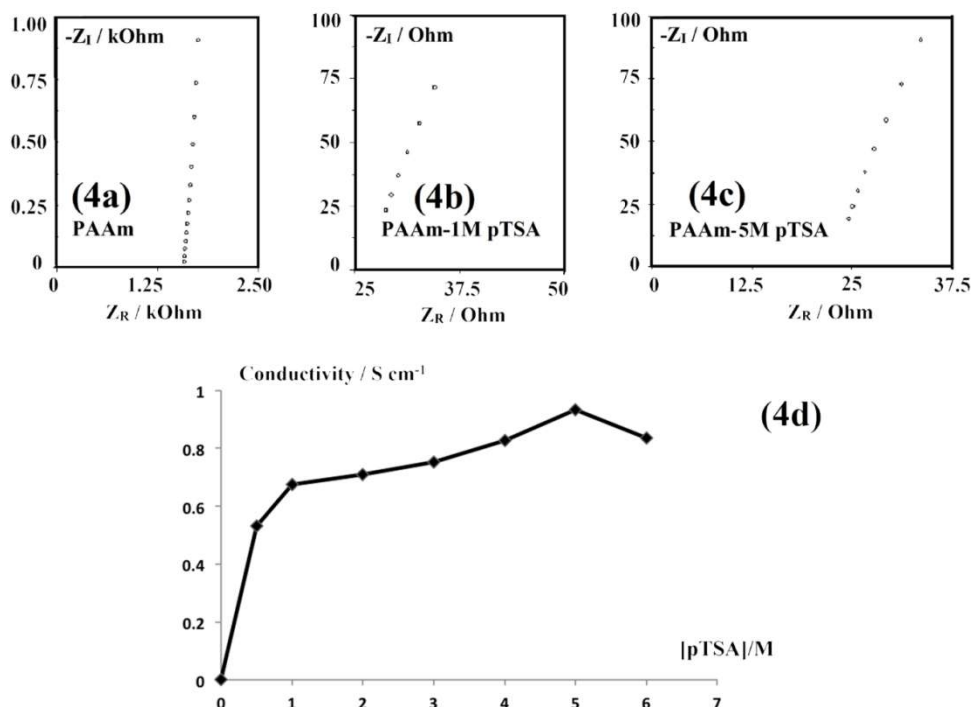 -Z_I / kOhm
1.00
0.75
0.50
0.25
0
(4a)
PAAm
0 1.25 2.50
Z_R / kOhm
-Z_I / Ohm
100
75
50
25
0
(4b)
PAAm-1M pTSA
25 37.5 50
Z_R / Ohm
-Z_I / Ohm
100
75
50
25
0
(4c)
PAAm-5M pTSA
0 12.5 25 37.5
Z_R / Ohm
Conductivity / S cm⁻¹
(4d)
1
0.8
0.6
0.4
0.2
0
[pTSA]/M
0 1 2 3 4 5 6 7